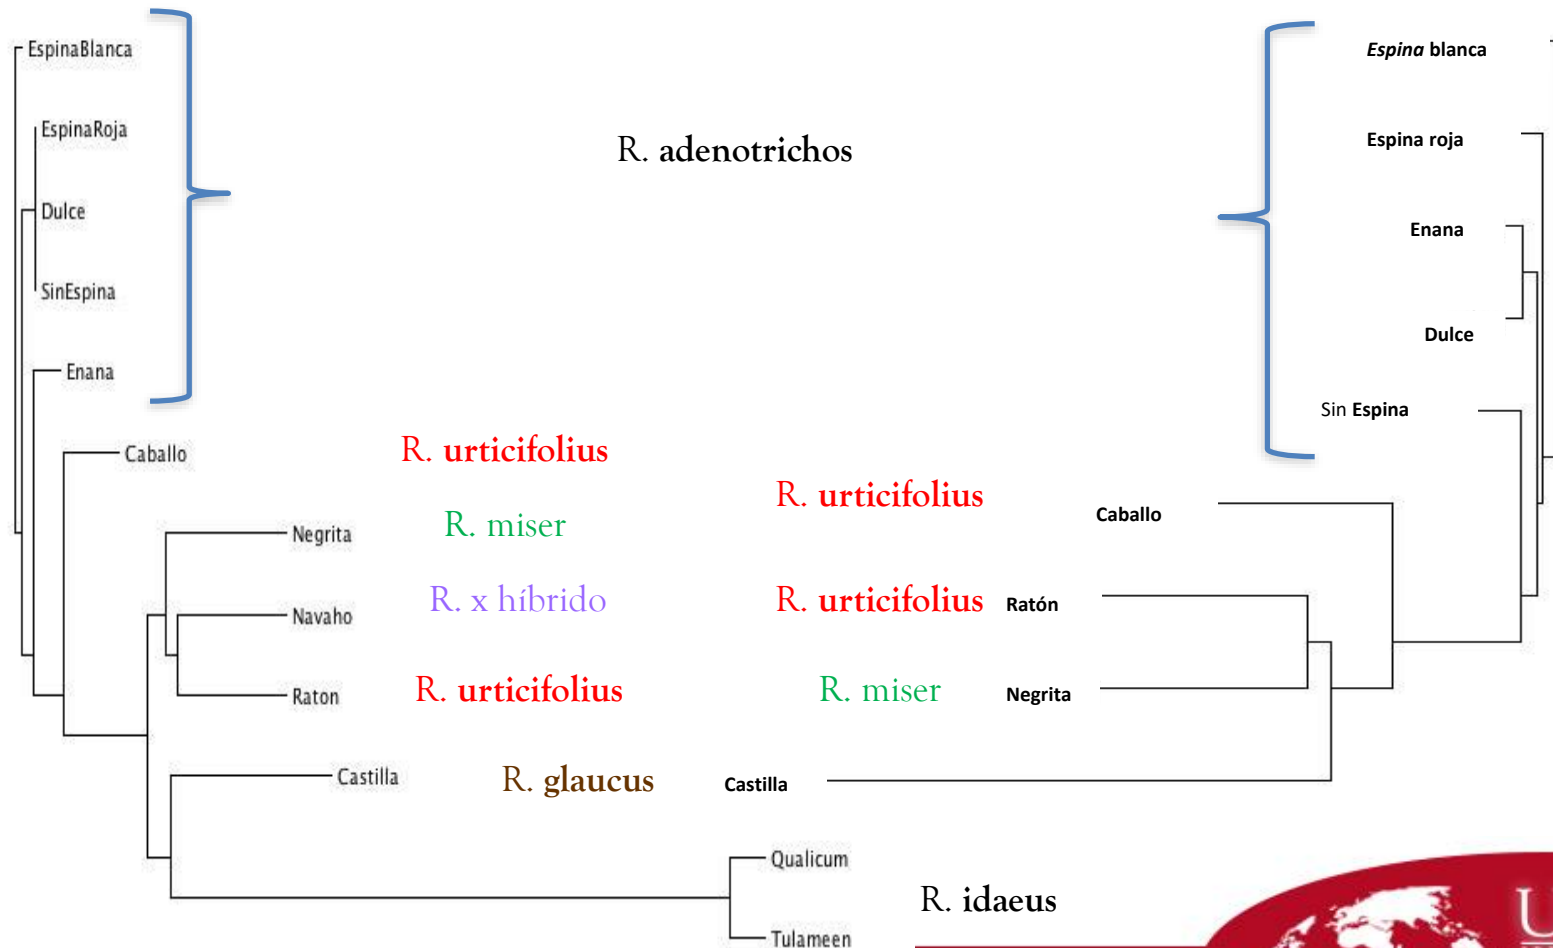 EspinaBlanca
EspinaRoja
Dulce
SinEspina
Enana
Caballo
Negrita
Navaho
Raton
Castilla
Qualicum
Tulameen
R. adenotrichos
R. urticifolius
R. miser
R. x híbrido
R. urticifolius
R. glaucus
R. idaeus
Espina blanca
Espina roja
Enana
Dulce
Sin Espina
R. urticifolius Caballo
R. urticifolius Ratón
R. miser Negrita
Castilla
U